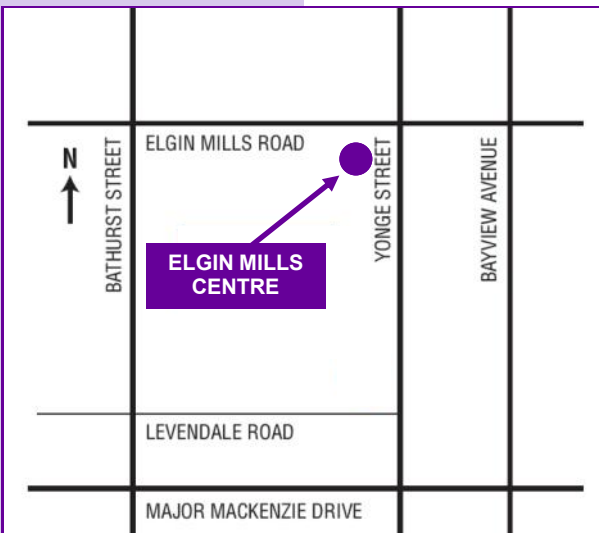 ELGIN MILLS ROAD
N
BATHURST STREET
YONGE STREET
BAYVIEW AVENUE
ELGIN MILLS
CENTRE
LEVENDALE ROAD
MAJOR MACKENZIE DRIVE